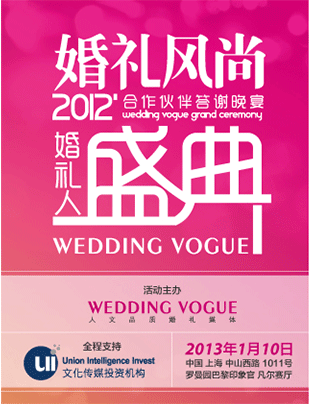 婚礼风尚
2012' 合作伙伴答谢晚宴
wedding vogue grand ceremony
婚礼人
盛典
WEDDING VOGUE
活动主办
WEDDING VOGUE
人文品质婚礼媒体
全程支持
UII Union Intelligence Invest
文化传媒投资机构
2013年1月10日
中国 上海 中山西路 1011号
罗曼园巴黎印象官 凡尔赛厅